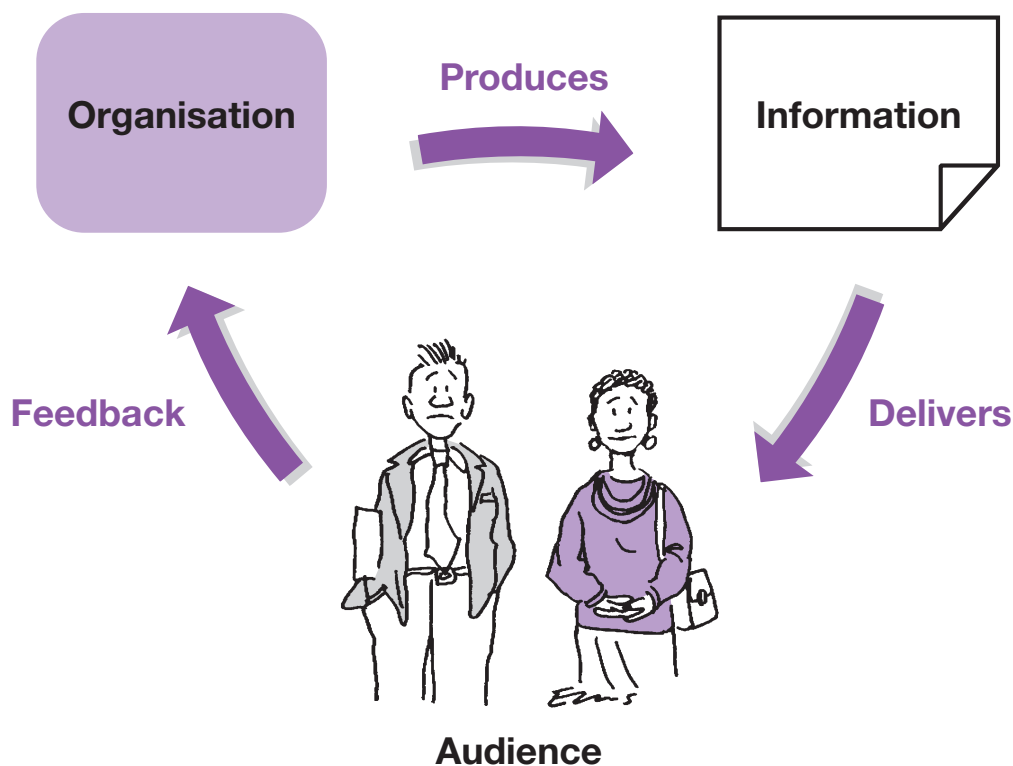 Organisation
Produces
Information
Feedback
Delivers
Audience